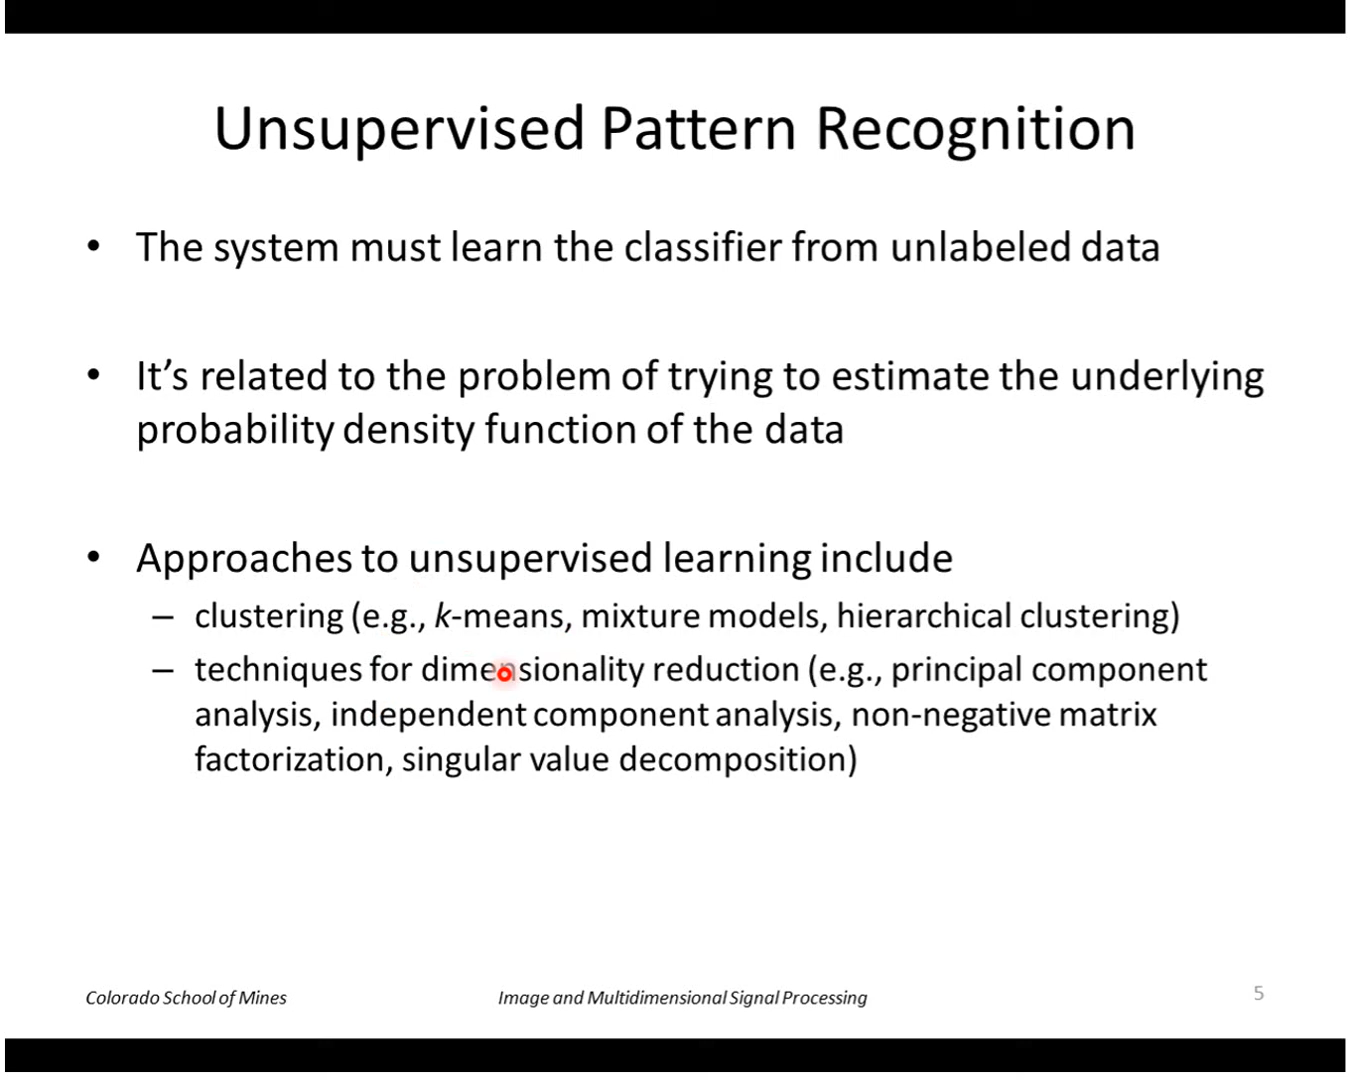 Unsupervised Pattern Recognition
• The system must learn the classifier from unlabeled data
• It’s related to the problem of trying to estimate the underlying
probability density function of the data
• Approaches to unsupervised learning include
– clustering (e.g., k-means, mixture models, hierarchical clustering)
– techniques for dimensionality reduction (e.g., principal component
analysis, independent component analysis, non-negative matrix
factorization, singular value decomposition)
Colorado School of Mines
Image and Multidimensional Signal Processing
5